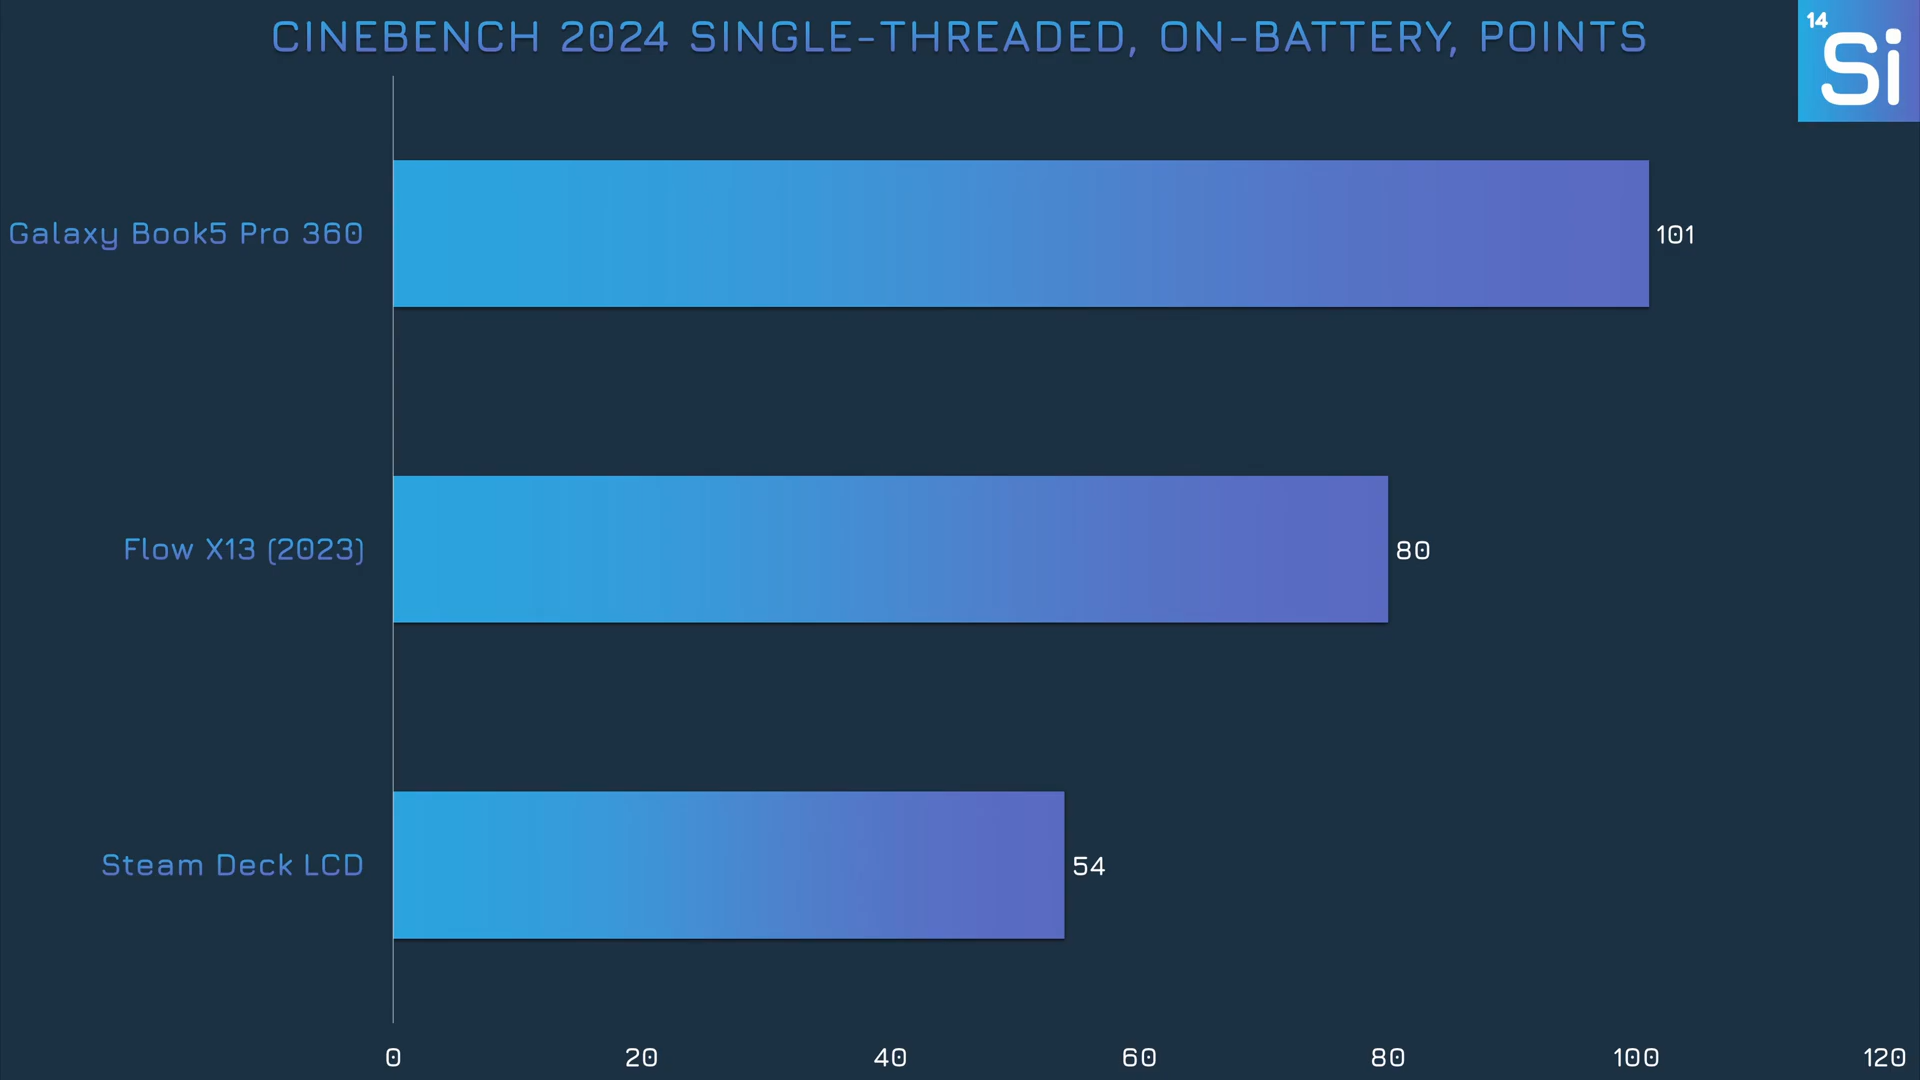 CINEBENCH 2024 SINGLE-THREADED, ON-BATTERY, POINTS
14
Si
Galaxy Book5 Pro 360
101
Flow X13 (2023)
80
Steam Deck LCD
54
0 20 40 60 80 100 120